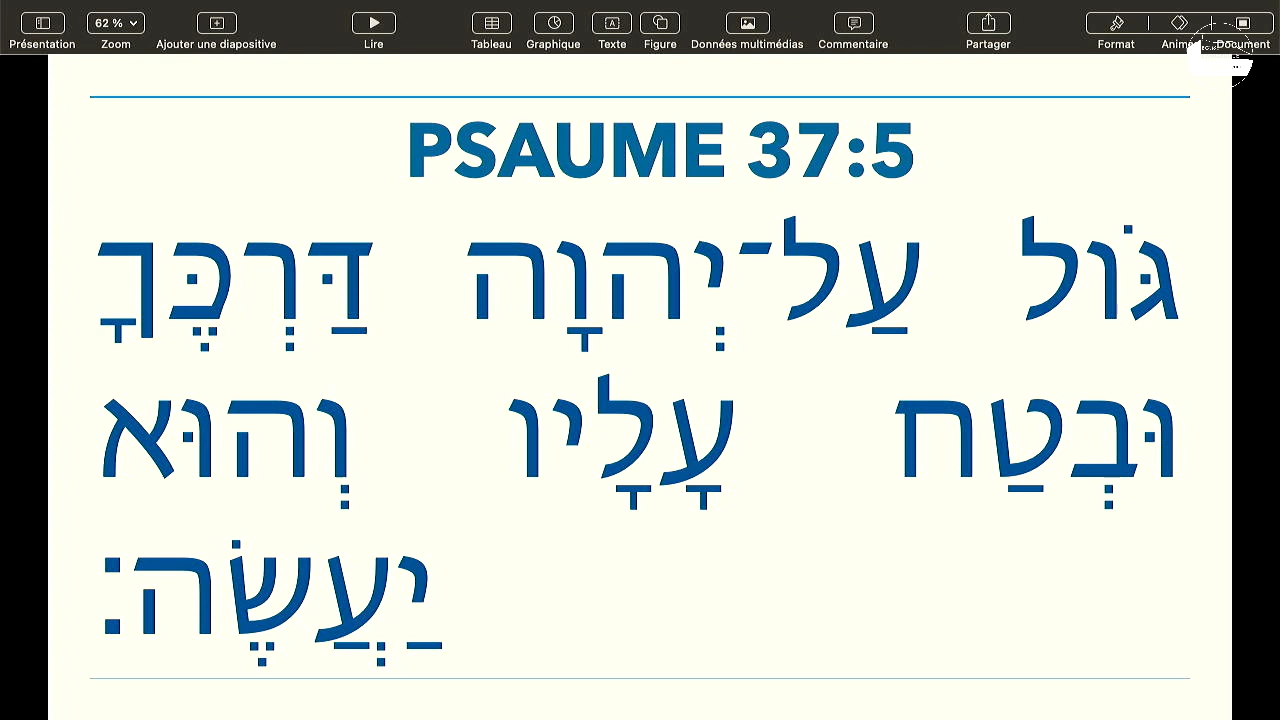 62 %
Présentation Zoom Ajouter une diapositive Lire Tableau Graphique Texte Figure Données multimédias Commentaire Partager Format Document
PSAUME 37:5
גּוֹל עַל־יְהוָה דַּרְכֶּךָ
וּבְטַח עָלָיו וְהוּא
יַעֲשֶׂה׃